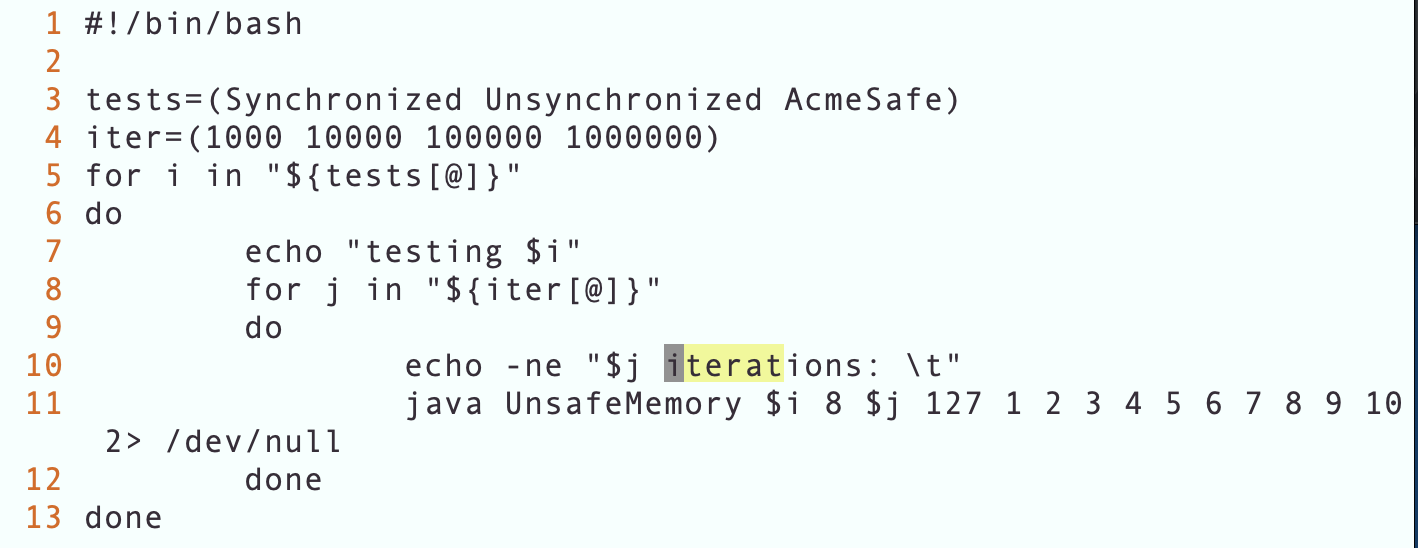 1 #!/bin/bash
2
3 tests=(Synchronized Unsynchronized AcmeSafe)
4 iter=(1000 10000 100000 1000000)
5 for i in "${tests[@]}"
6 do
7         echo "testing $i"
8         for j in "${iter[@]}"
9         do
10                 echo -ne "$j iterations: \t"
11                 java UnsafeMemory $i 8 $j 127 1 2 3 4 5 6 7 8 9 10
 2> /dev/null
12         done
13 done